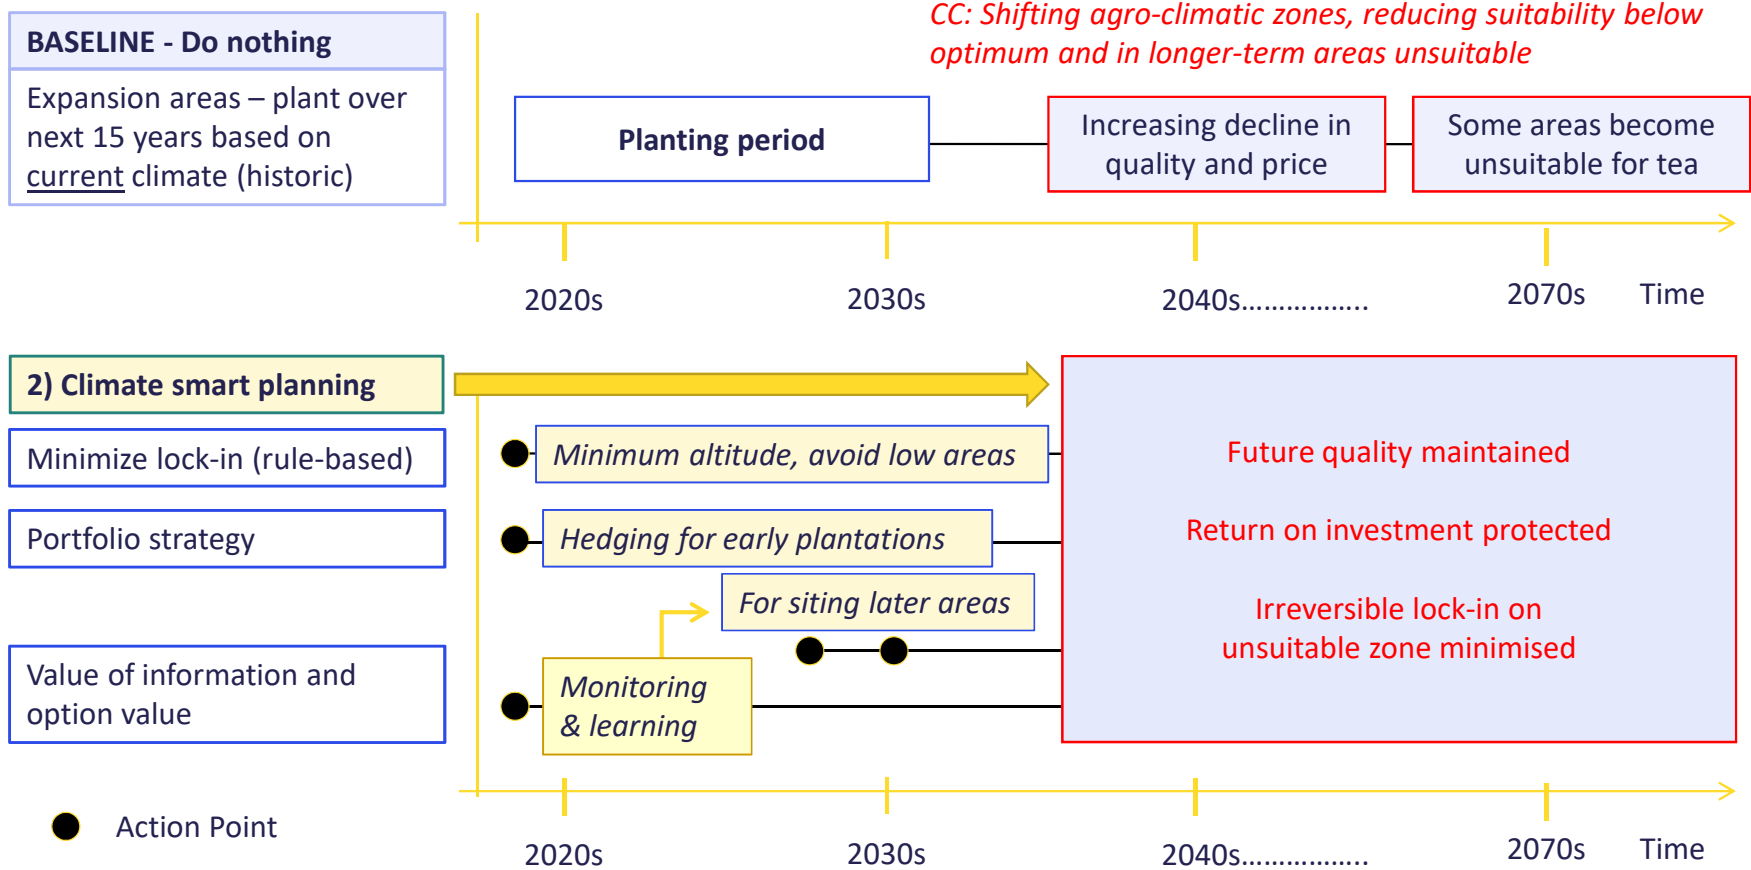 CC: Shifting agro-climatic zones, reducing suitability below
optimum and in longer-term areas unsuitable
BASELINE - Do nothing
Expansion areas – plant over
next 15 years based on
current climate (historic)
Planting period
Increasing decline in
quality and price
Some areas become
unsuitable for tea
2020s
2030s
2040s................
2070s
Time
2) Climate smart planning
Minimize lock-in (rule-based)
Minimum altitude, avoid low areas
Portfolio strategy
Hedging for early plantations
For siting later areas
Value of information and
option value
Monitoring
& learning
Future quality maintained
Return on investment protected
Irreversible lock-in on
unsuitable zone minimised
Action Point
2020s
2030s
2040s................
2070s
Time